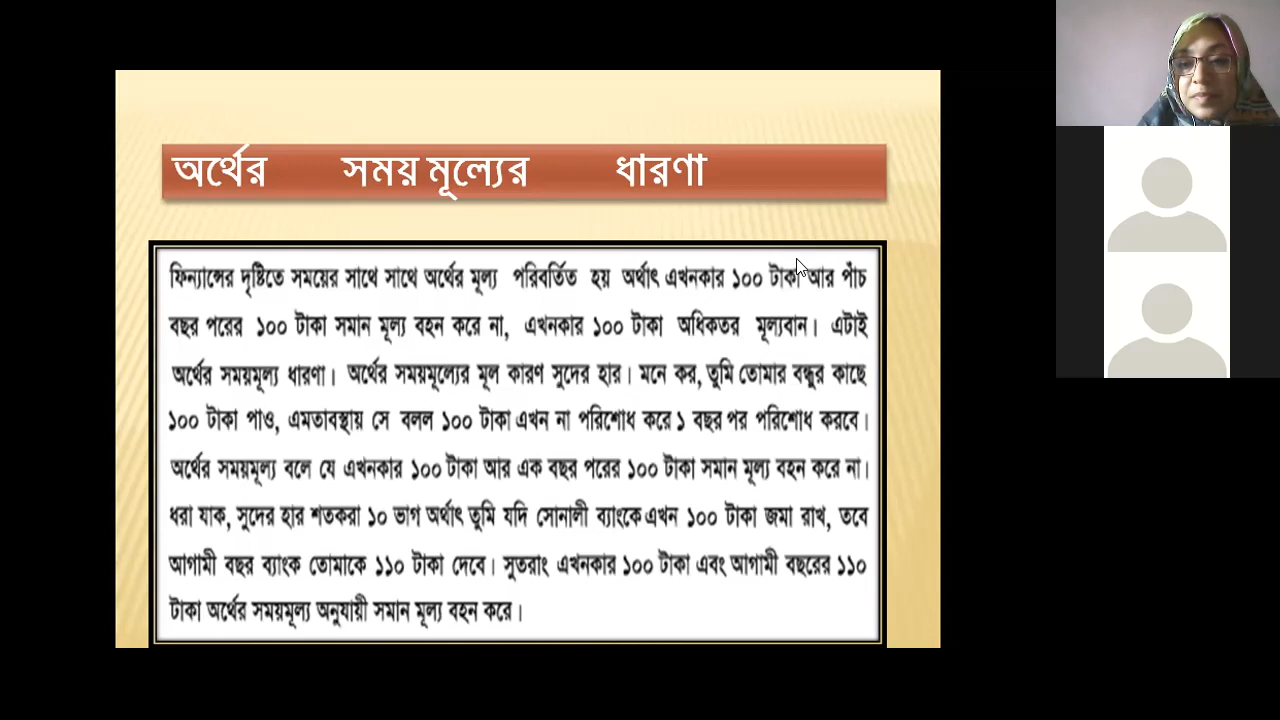 অর্থের সময় মূল্যের ধারণা
ফিন্যান্সের দৃষ্টিতে সময়ের সাথে সাথে অর্থের মূল্য পরিবর্তিত হয় অর্থাৎ এখনকার ১০০ টাকা আর পাঁচ
বছর পরের ১০০ টাকা সমান মূল্য বহন করে না, এখনকার ১০০ টাকা অধিকতর মূল্যবান। এটাই
অর্থের সময়মূল্য ধারণা। অর্থের সময়মূল্যের মূল কারণ সুদের হার। মনে কর, তুমি তোমার বন্ধুর কাছে
১০০ টাকা পাও, এমতাবস্থায় সে বলল ১০০ টাকা এখন না পরিশোধ করে ১ বছর পর পরিশোধ করবে।
অর্থের সময়মূল্য বলে যে এখনকার ১০০ টাকা আর এক বছর পরের ১০০ টাকা সমান মূল্য বহন করে না।
ধরা যাক, সুদের হার শতকরা ১০ ভাগ অর্থাৎ তুমি যদি সোনালী ব্যাংকে এখন ১০০ টাকা জমা রাখ, তবে
আগামী বছর ব্যাংক তোমাকে ১১০ টাকা দেবে। সুতরাং এখনকার ১০০ টাকা এবং আগামী বছরের ১১০
টাকা অর্থের সময়মূল্য অনুযায়ী সমান মূল্য বহন করে।